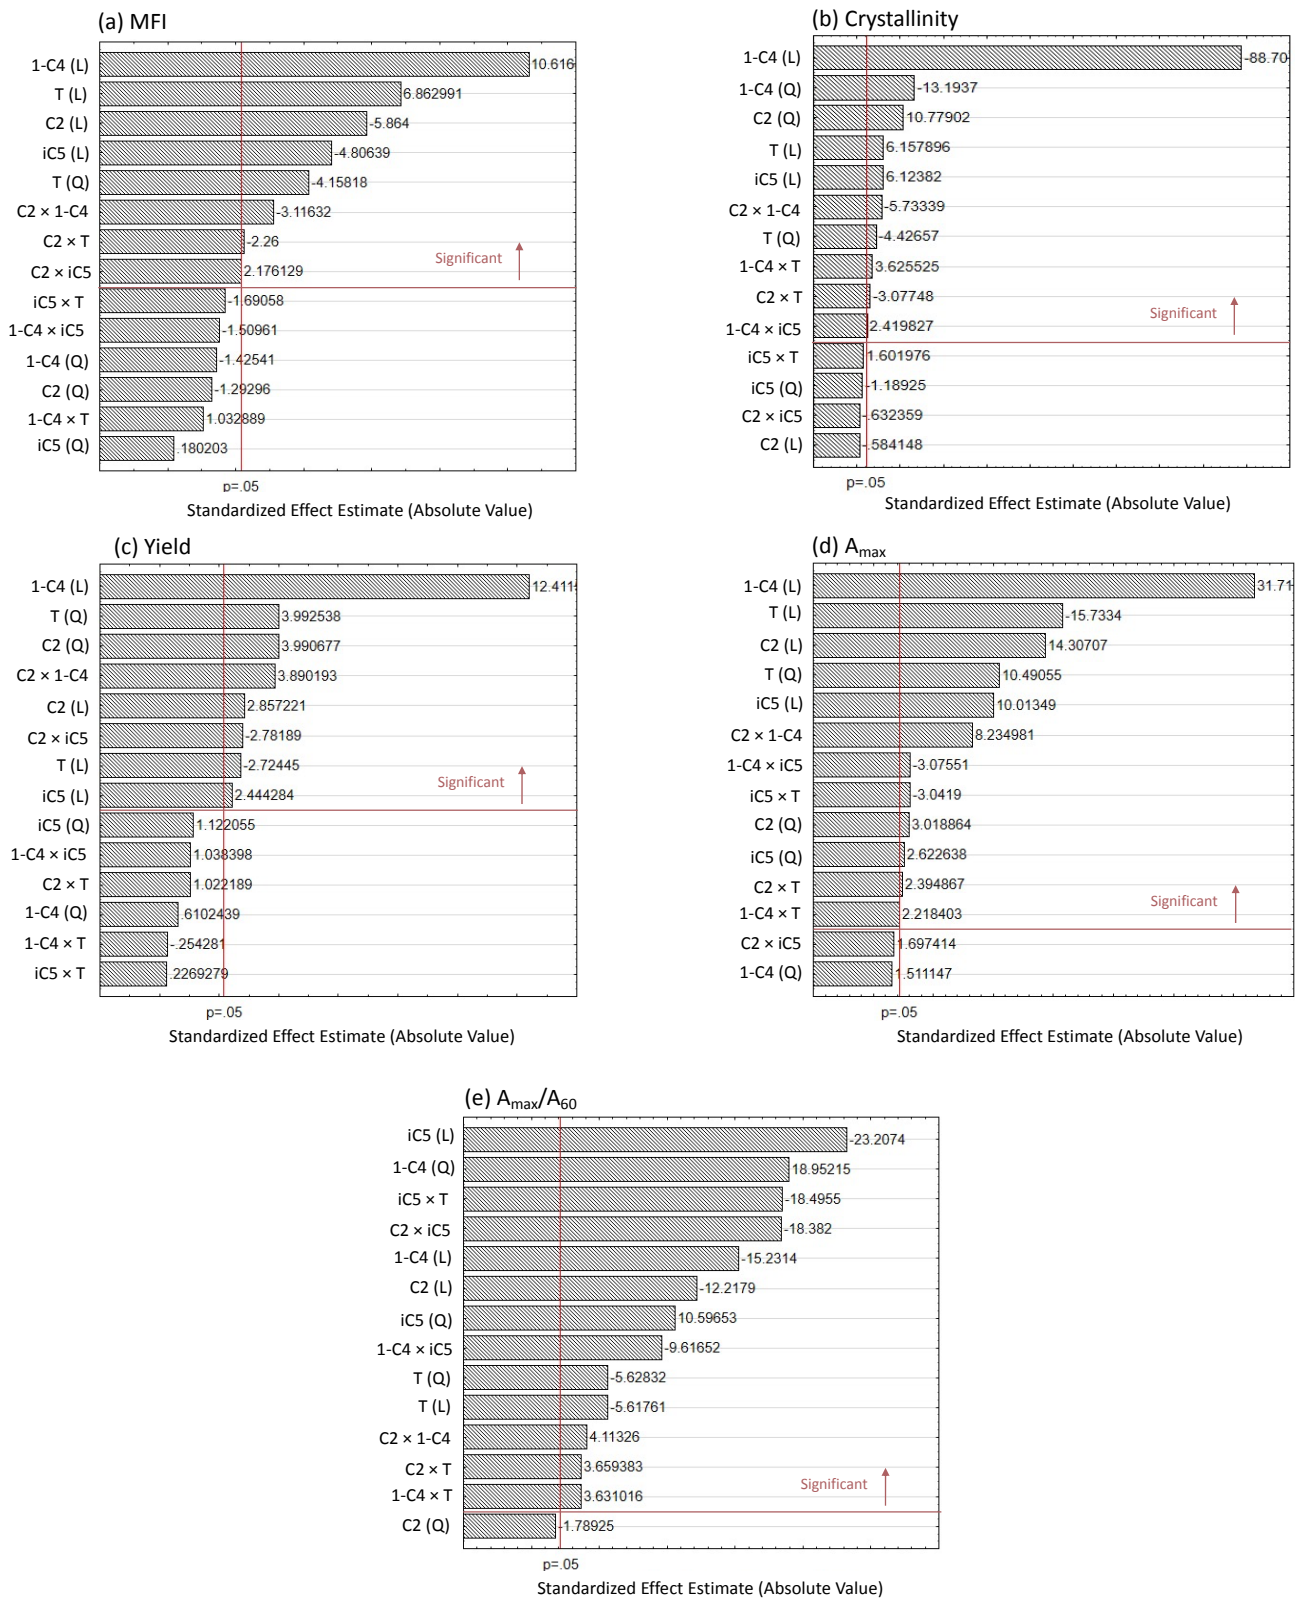 (a) MFI
1-C4 (L) 10.616
T (L) 6.862991
C2 (L) -5.864
iC5 (L) -4.80639
T (Q) -4.15818
C2 × 1-C4 -3.11632
C2 × T -2.26
C2 × iC5 2.176129
Significant
iC5 × T -1.69058
1-C4 × iC5 -1.50961
1-C4 (Q) -1.42541
C2 (Q) -1.29296
1-C4 × T 1.032889
iC5 (Q) .180203
p=.05
Standardized Effect Estimate (Absolute Value)
(b) Crystallinity
1-C4 (L) -88.70
1-C4 (Q) -13.1937
C2 (Q) 10.77902
T (L) 6.157896
iC5 (L) 6.12382
C2 × 1-C4 -5.73339
T (Q) -4.42657
1-C4 × T 3.625525
C2 × T -3.07748
Significant
1-C4 × iC5 2.419827
iC5 × T 1.601976
iC5 (Q) -1.18925
C2 × iC5 -.632359
C2 (L) -.584148
p=.05
Standardized Effect Estimate (Absolute Value)
(c) Yield
1-C4 (L) 12.411
T (Q) 3.992538
C2 (Q) 3.990677
C2 × 1-C4 3.890193
C2 (L) 2.857221
C2 × iC5 -2.78189
T (L) -2.72445
Significant
iC5 (L) 2.444284
iC5 (Q) 1.122055
1-C4 × iC5 1.038398
C2 × T 1.022189
1-C4 (Q) .6102439
1-C4 × T -.254281
iC5 × T .2269279
p=.05
Standardized Effect Estimate (Absolute Value)
(d) Amax
1-C4 (L) 31.71
T (L) -15.7334
C2 (L) 14.30707
T (Q) 10.49055
iC5 (L) 10.01349
C2 × 1-C4 8.234981
1-C4 × iC5 -3.07551
iC5 × T -3.0419
C2 (Q) 3.018864
iC5 (Q) 2.622638
C2 × T 2.394867
Significant
1-C4 × T 2.218403
C2 × iC5 1.697414
1-C4 (Q) 1.511147
p=.05
Standardized Effect Estimate (Absolute Value)
(e) Amax/A60
iC5 (L) -23.2074
1-C4 (Q) 18.95215
iC5 × T -18.4955
C2 × iC5 -18.382
1-C4 (L) -15.2314
C2 (L) -12.2179
iC5 (Q) 10.59653
1-C4 × iC5 -9.61652
T (Q) -5.62832
T (L) -5.61761
C2 × 1-C4 4.11326
C2 × T 3.659383
Significant
1-C4 × T 3.631016
C2 (Q) -1.78925
p=.05
Standardized Effect Estimate (Absolute Value)